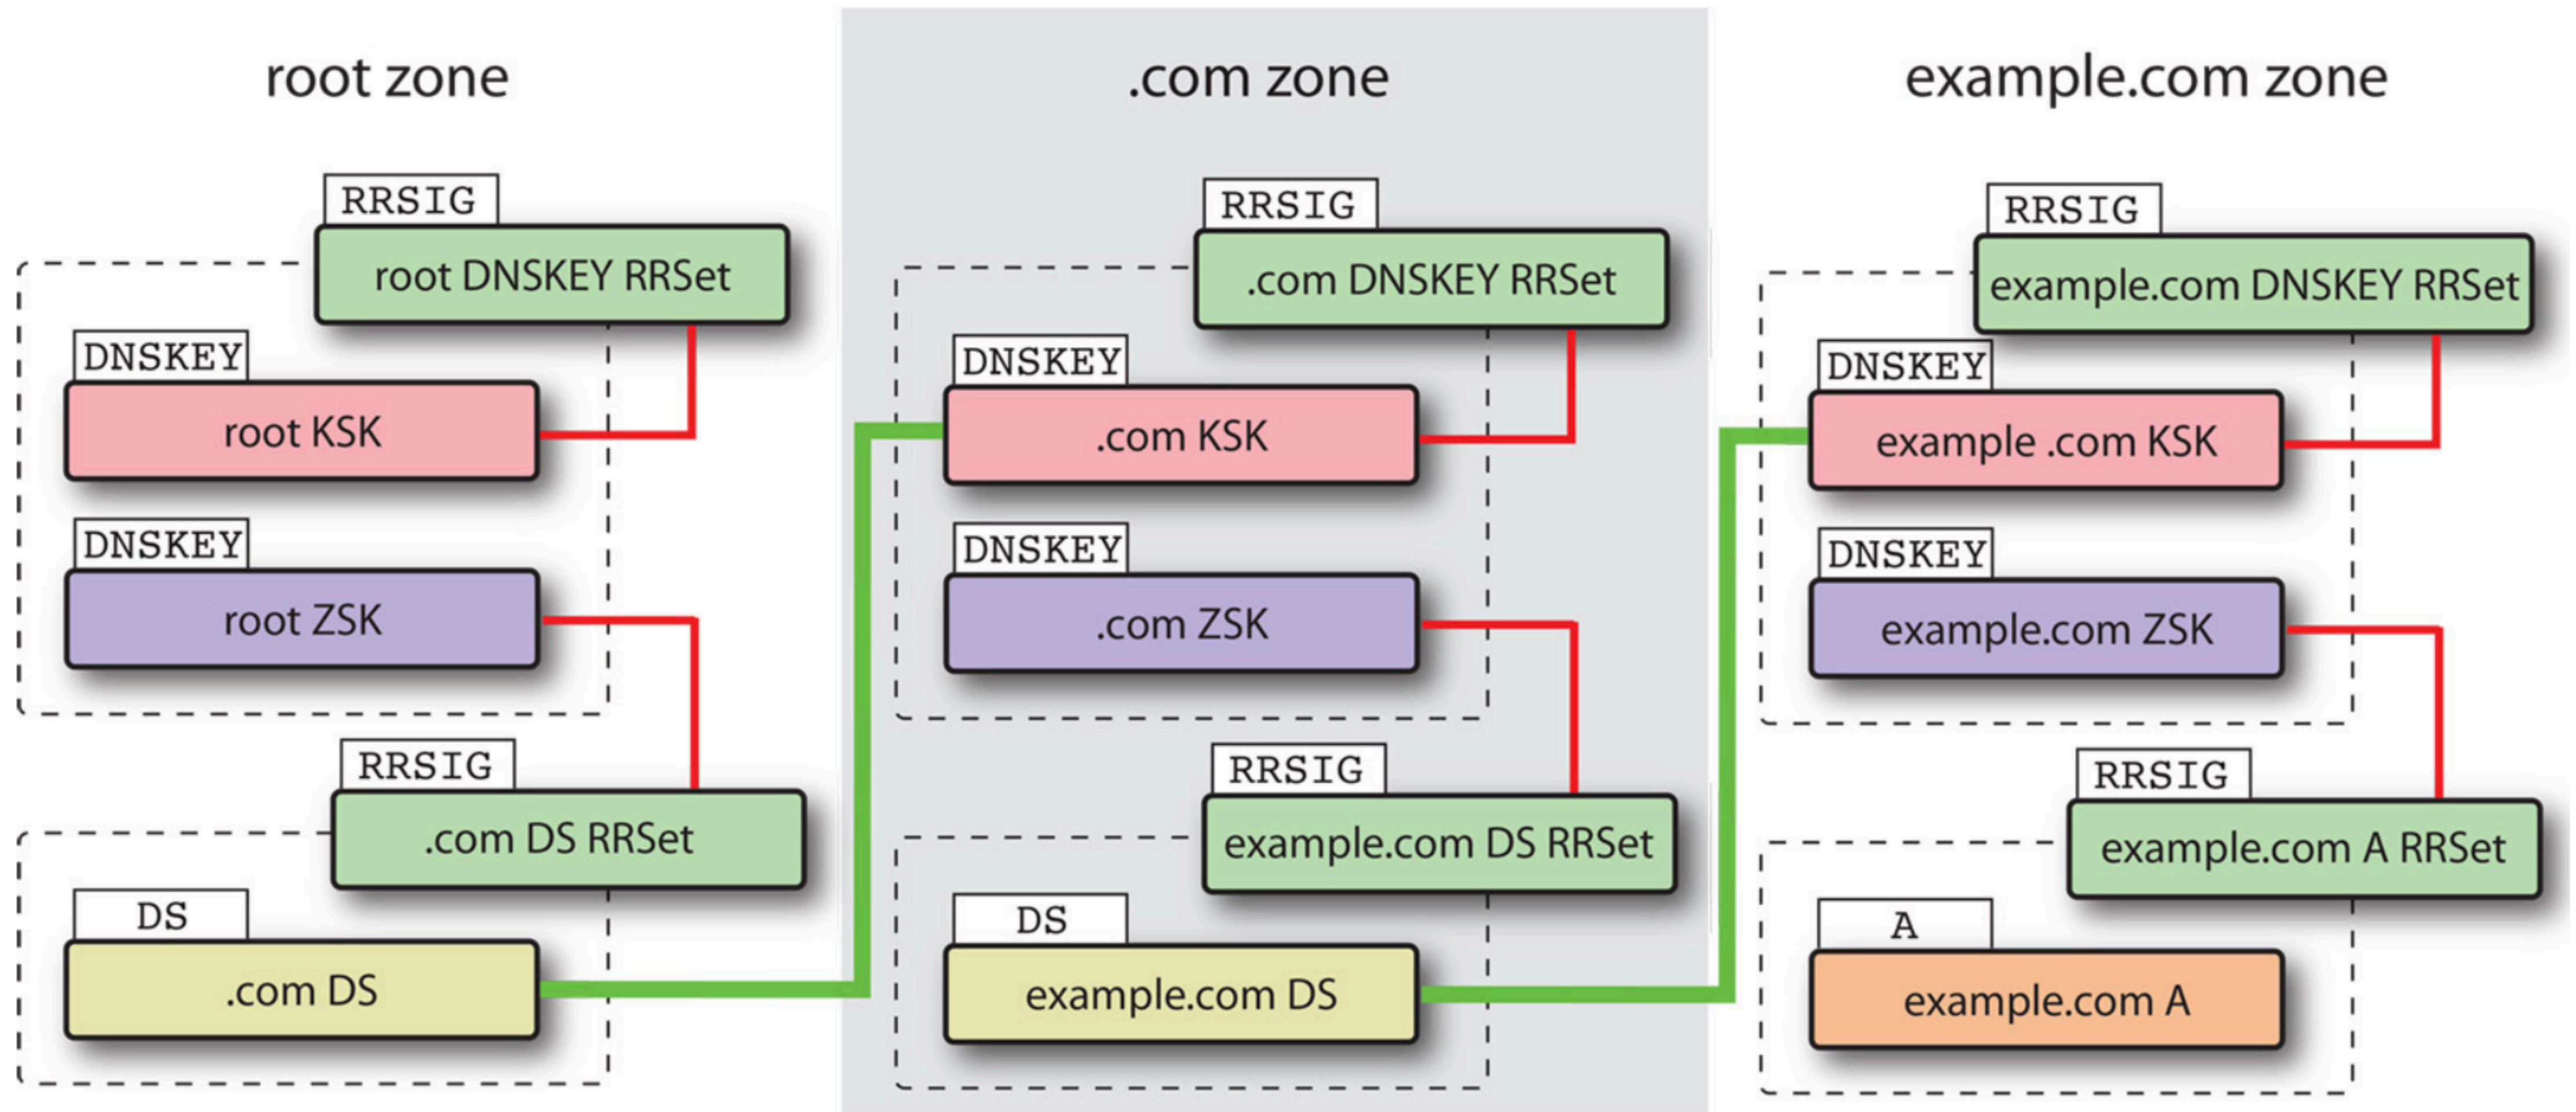 root zone
RRSIG
root DNSKEY RRSet
DNSKEY
root KSK
DNSKEY
root ZSK
RRSIG
.com DS RRSet
DS
.com DS
.com zone
RRSIG
.com DNSKEY RRSet
DNSKEY
.com KSK
DNSKEY
.com ZSK
RRSIG
example.com DS RRSet
DS
example.com DS
example.com zone
RRSIG
example.com DNSKEY RRSet
DNSKEY
example .com KSK
DNSKEY
example.com ZSK
RRSIG
example.com A RRSet
A
example.com A